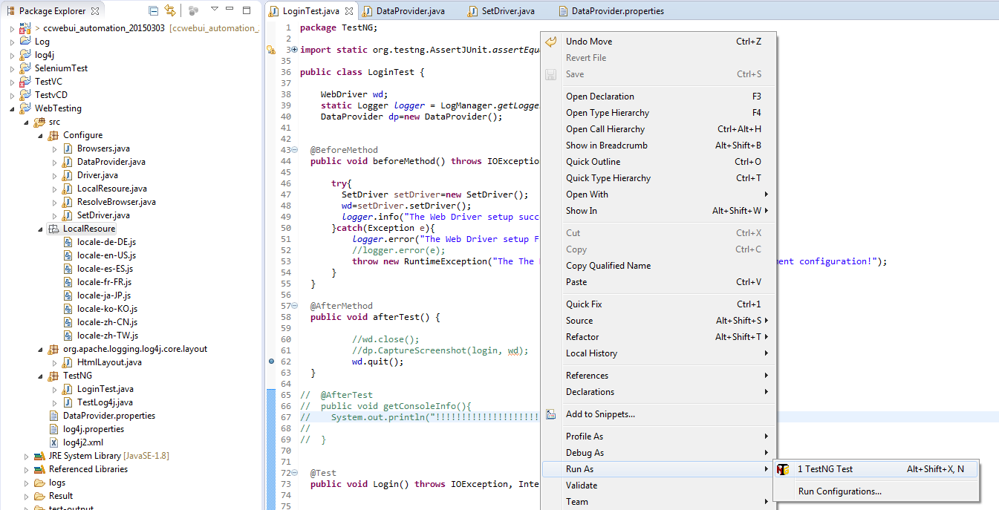 Package Explorer
> ccwebui_automation_20150303 [ccwebui_automation_
Log
log4j
SeleniumTest
TestVC
TestvCD
WebTesting
src
Configure
Browsers.java
DataProvider.java
Driver.java
LocalResoure.java
ResolveBrowser.java
SetDriver.java
LocalResoure
locale-de-DE.js
locale-en-US.js
locale-es-ES.js
locale-fr-FR.js
locale-ja-JP.js
locale-ko-KO.js
locale-zh-CN.js
locale-zh-TW.js
org.apache.logging.log4j.core.layout
HtmlLayout.java
TestNG
LoginTest.java
TestLog4j.java
DataProvider.properties
log4j.properties
log4j2.xml
JRE System Library [JavaSE-1.8]
Referenced Libraries
logs
Result
test-output
LoginTest.java DataProvider.java SetDriver.java DataProvider.properties
1 package TestNG;
2
3 import static org.testng.AssertJUnit.assertEqu
35
36 public class LoginTest {
37
38 WebDriver wd;
39 static Logger logger = LogManager.getLogge
40 DataProvider dp=new DataProvider();
41
42
43 @BeforeMethod
44 public void beforeMethod() throws IOException
45
46 try{
47 SetDriver setDriver=new SetDriver();
48 wd=setDriver.setDriver();
49 logger.info("The Web Driver setup succ
50 }catch(Exception e){
51 logger.error("The Web Driver setup F
52 //logger.error(e);
53 throw new RuntimeException("The The ment configuration!");
54 }
55 }
56
57 @AfterMethod
58 public void afterTest() {
59
60 //wd.close();
61 //dp.CaptureScreenshot(login, wd);
62 wd.quit();
63 }
64
65 // @AfterTest
66 // public void getConsoleInfo(){
67 // System.out.println("!!!!!!!!!!!!!!!!!!!!
68 //
69 // }
70
71
72 @Test
73 public void Login() throws IOException, Inte
74
75
Undo Move Ctrl+Z
Revert File
Save Ctrl+S
Open Declaration F3
Open Type Hierarchy F4
Open Call Hierarchy Ctrl+Alt+H
Show in Breadcrumb Alt+Shift+B
Quick Outline Ctrl+O
Quick Type Hierarchy Ctrl+T
Open With
Show In Alt+Shift+W
Cut Ctrl+X
Copy Ctrl+C
Copy Qualified Name
Paste Ctrl+V
Quick Fix Ctrl+1
Source Alt+Shift+S
Refactor Alt+Shift+T
Local History
References
Declarations
Add to Snippets...
Profile As
Debug As
Run As
Validate
Team
1 TestNG Test Alt+Shift+X, N
Run Configurations...